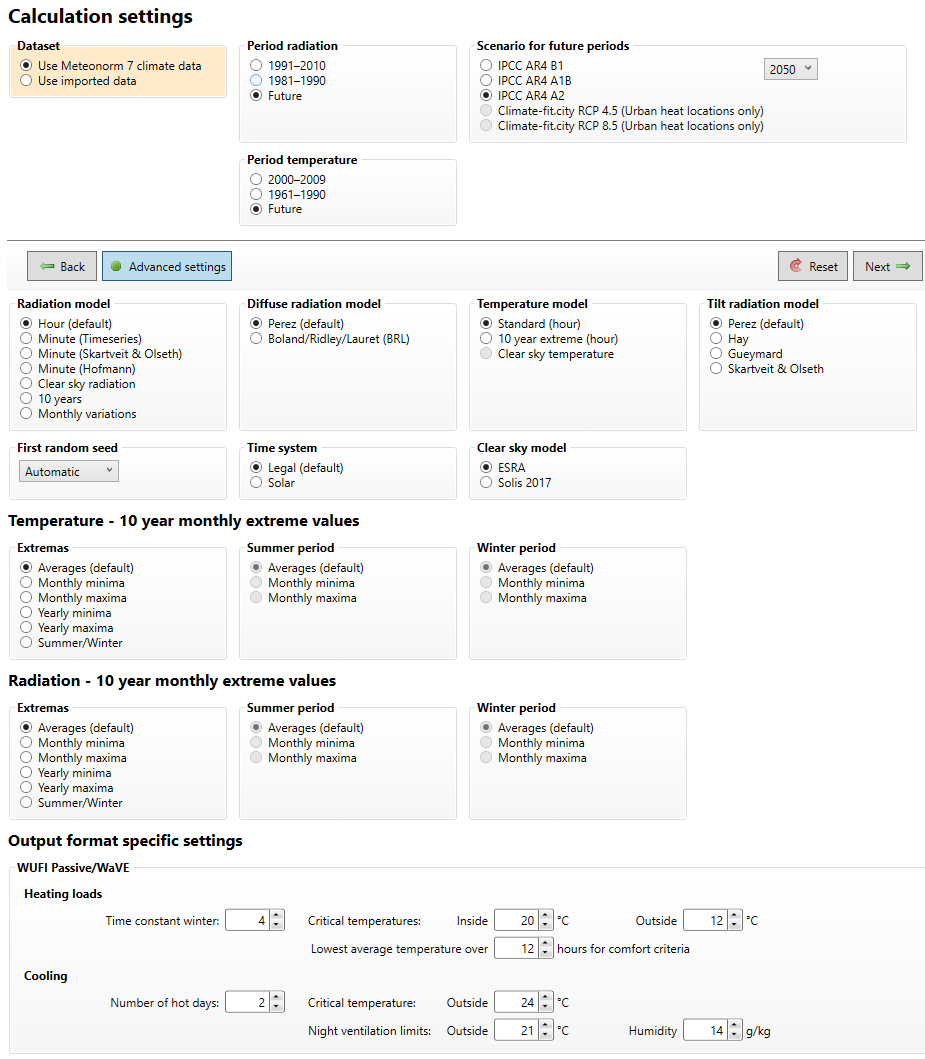 Calculation settings
Dataset
Use Meteonorm 7 climate data
Use imported data
Period radiation
1991–2010
1981–1990
Future
Scenario for future periods
IPCC AR4 B1
IPCC AR4 A1B
IPCC AR4 A2
Climate-fit.city RCP 4.5 (Urban heat locations only)
Climate-fit.city RCP 8.5 (Urban heat locations only)
2050
Period temperature
2000–2009
1961–1990
Future
Back
Advanced settings
Reset
Next
Radiation model
Hour (default)
Minute (Timeseries)
Minute (Skartveit & Olseth)
Minute (Hofmann)
Clear sky radiation
10 years
Monthly variations
Diffuse radiation model
Perez (default)
Boland/Ridley/Lauret (BRL)
Temperature model
Standard (hour)
10 year extreme (hour)
Clear sky temperature
Tilt radiation model
Perez (default)
Hay
Gueymard
Skartveit & Olseth
First random seed
Automatic
Time system
Legal (default)
Solar
Clear sky model
ESRA
Solis 2017
Temperature - 10 year monthly extreme values
Extremas
Averages (default)
Monthly minima
Monthly maxima
Yearly minima
Yearly maxima
Summer/Winter
Summer period
Averages (default)
Monthly minima
Monthly maxima
Winter period
Averages (default)
Monthly minima
Monthly maxima
Radiation - 10 year monthly extreme values
Extremas
Averages (default)
Monthly minima
Monthly maxima
Yearly minima
Yearly maxima
Summer/Winter
Summer period
Averages (default)
Monthly minima
Monthly maxima
Winter period
Averages (default)
Monthly minima
Monthly maxima
Output format specific settings
WUFI Passive/WaVE
Heating loads
Time constant winter: 4 Critical temperatures: Inside 20 °C Outside 12 °C
Lowest average temperature over 12 hours for comfort criteria
Cooling
Number of hot days: 2 Critical temperature: Outside 24 °C
Night ventilation limits: Outside 21 °C Humidity 14 g/kg